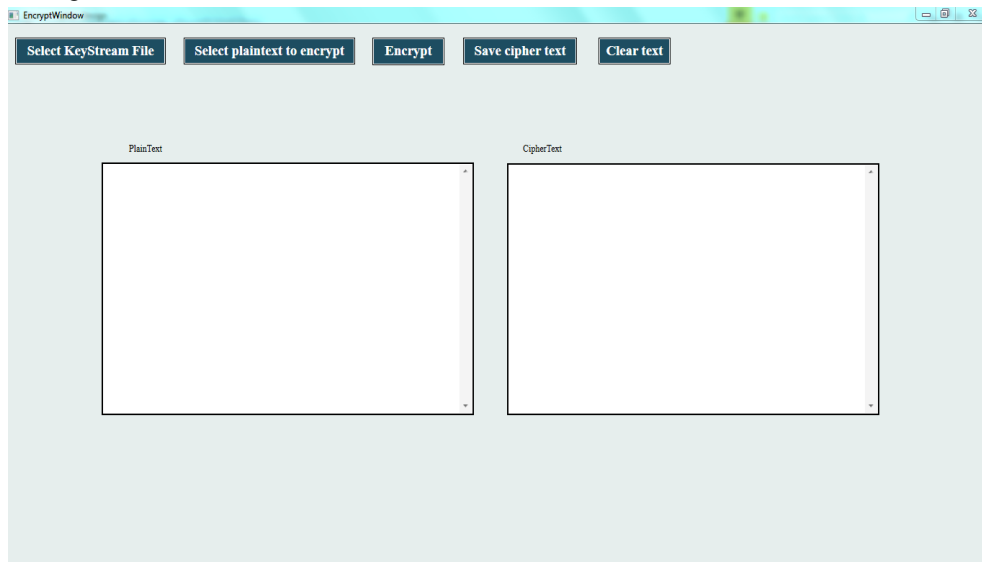 EncryptWindow
Select KeyStream File Select plaintext to encrypt Encrypt Save cipher text Clear text
PlainText CipherText